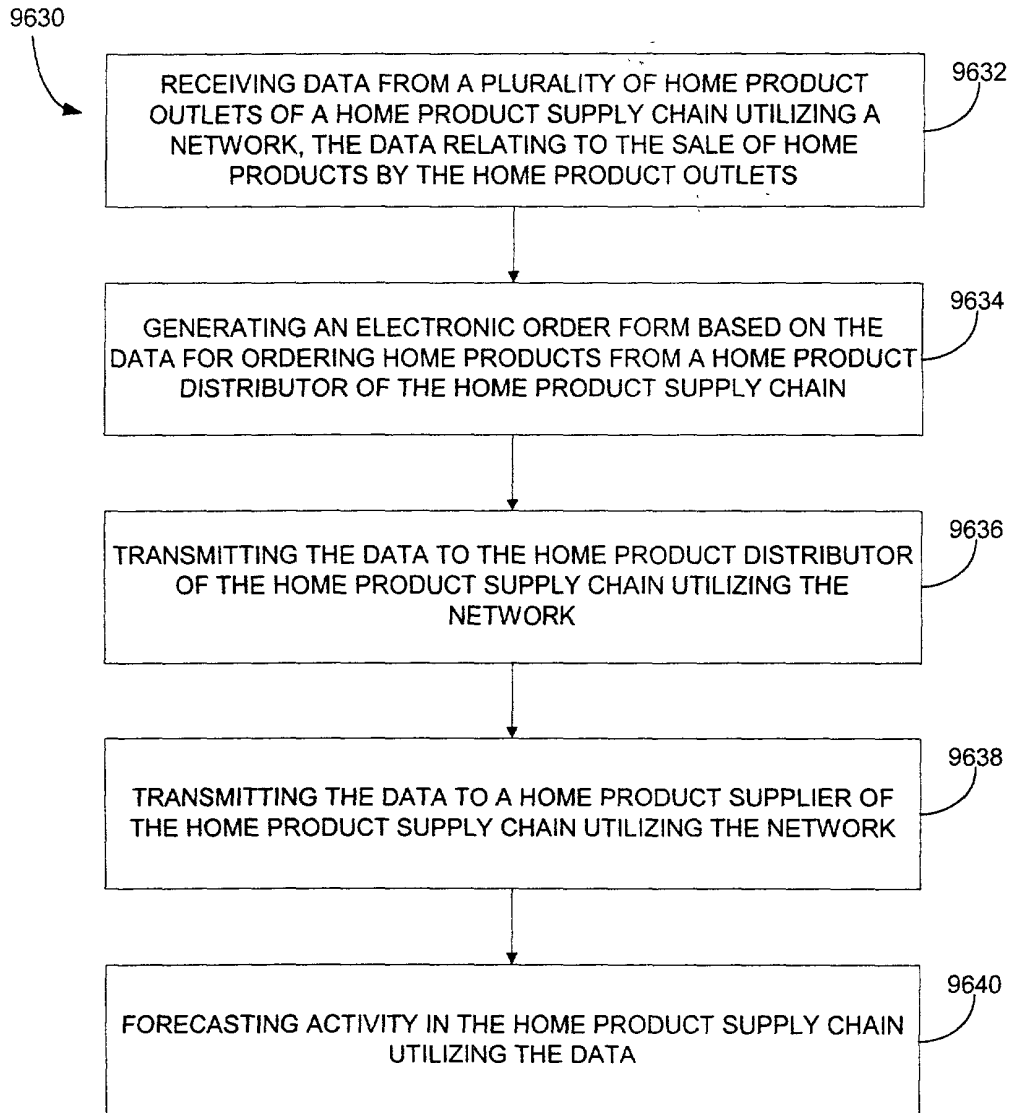 9630
RECEIVING DATA FROM A PLURALITY OF HOME PRODUCT
OUTLETS OF A HOME PRODUCT SUPPLY CHAIN UTILIZING A
NETWORK, THE DATA RELATING TO THE SALE OF HOME
PRODUCTS BY THE HOME PRODUCT OUTLETS
9632
GENERATING AN ELECTRONIC ORDER FORM BASED ON THE
DATA FOR ORDERING HOME PRODUCTS FROM A HOME PRODUCT
DISTRIBUTOR OF THE HOME PRODUCT SUPPLY CHAIN
9634
TRANSMITTING THE DATA TO THE HOME PRODUCT DISTRIBUTOR
OF THE HOME PRODUCT SUPPLY CHAIN UTILIZING THE
NETWORK
9636
TRANSMITTING THE DATA TO A HOME PRODUCT SUPPLIER OF
THE HOME PRODUCT SUPPLY CHAIN UTILIZING THE NETWORK
9638
FORECASTING ACTIVITY IN THE HOME PRODUCT SUPPLY CHAIN
UTILIZING THE DATA
9640